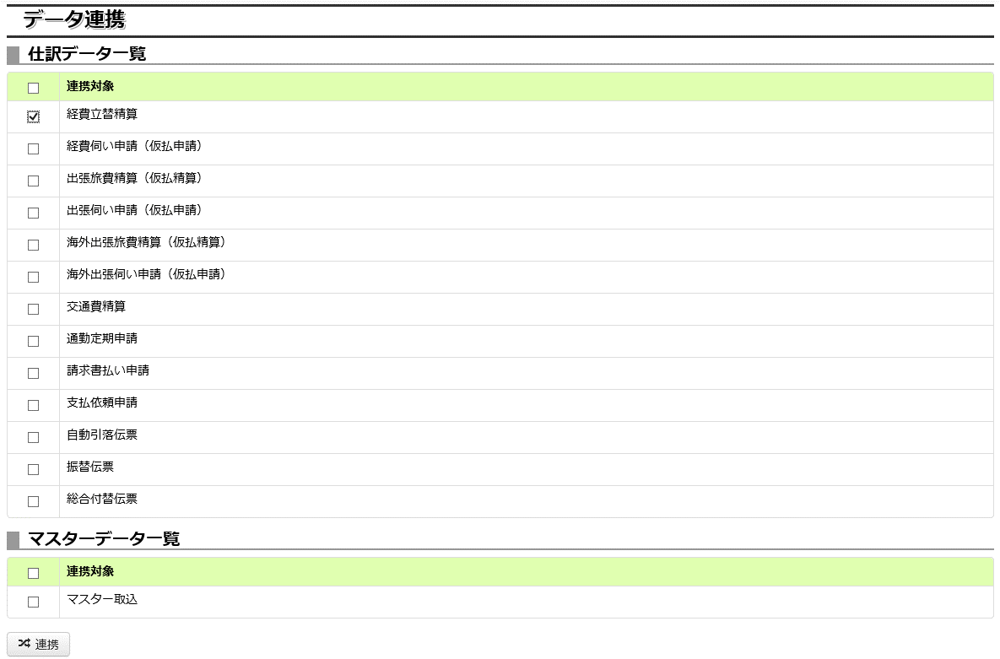 データ連携
仕訳データ一覧
連携対象
経費立替精算
経費伺い申請（仮払申請）
出張旅費精算（仮払精算）
出張伺い申請（仮払申請）
海外出張旅費精算（仮払精算）
海外出張伺い申請（仮払申請）
交通費精算
通勤定期申請
請求書払い申請
支払依頼申請
自動引落伝票
振替伝票
総合付替伝票
マスターデータ一覧
連携対象
マスター取込
連携